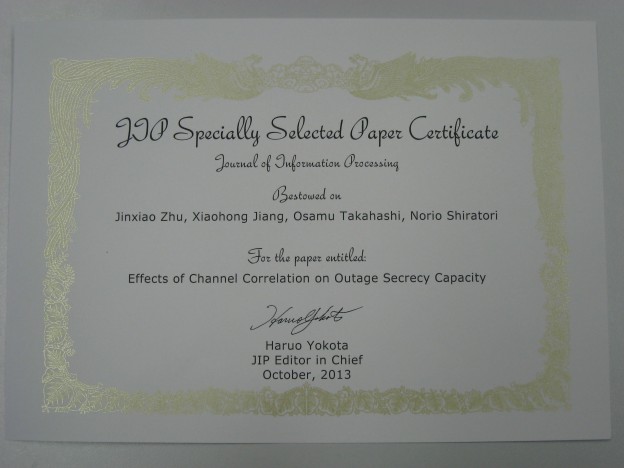 JIP Specially Selected Paper Certificate
Journal of Information Processing
Bestowed on
Jinxiao Zhu, Xiaohong Jiang, Osamu Takahashi, Norio Shiratori
For the paper entitled:
Effects of Channel Correlation on Outage Secrecy Capacity
Haruo Yokota
Haruo Yokota
JIP Editor in Chief
October, 2013